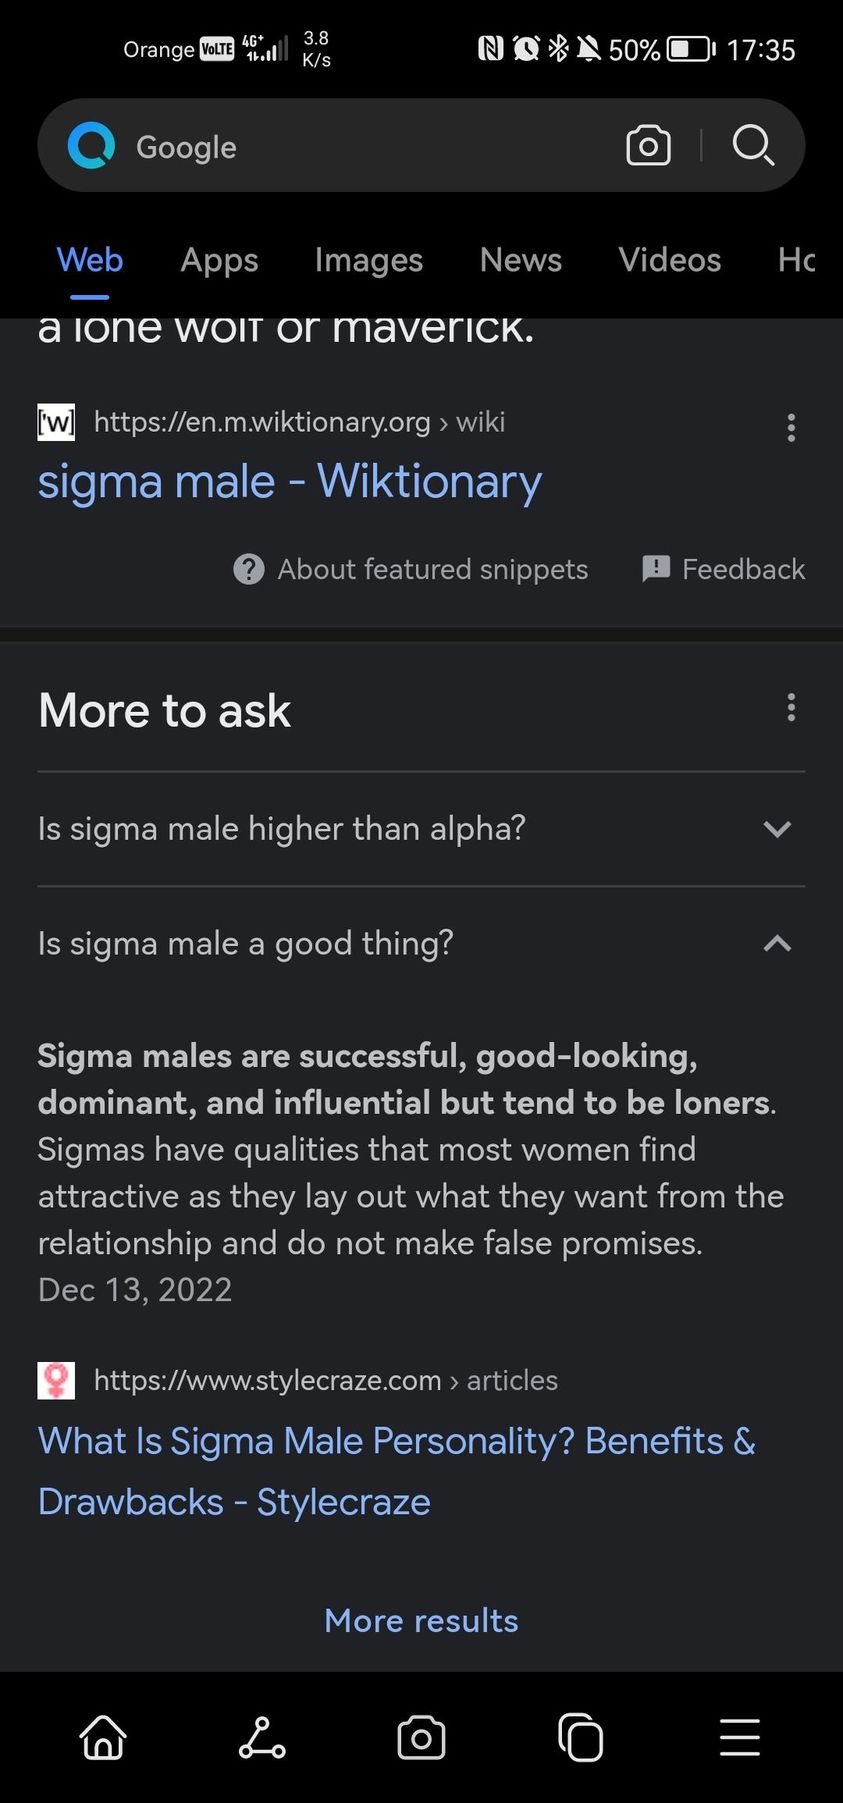 Orange VoLTE 4G+ 3.8 K/s 50% 17:35
Google
Web Apps Images News Videos Ho
a lone wolf or maverick.
['w] https://en.m.wiktionary.org › wiki
sigma male - Wiktionary
? About featured snippets ! Feedback
More to ask
Is sigma male higher than alpha?
Is sigma male a good thing?
Sigma males are successful, good-looking,
dominant, and influential but tend to be loners.
Sigmas have qualities that most women find
attractive as they lay out what they want from the
relationship and do not make false promises.
Dec 13, 2022
https://www.stylecraze.com › articles
What Is Sigma Male Personality? Benefits &
Drawbacks - Stylecraze
More results